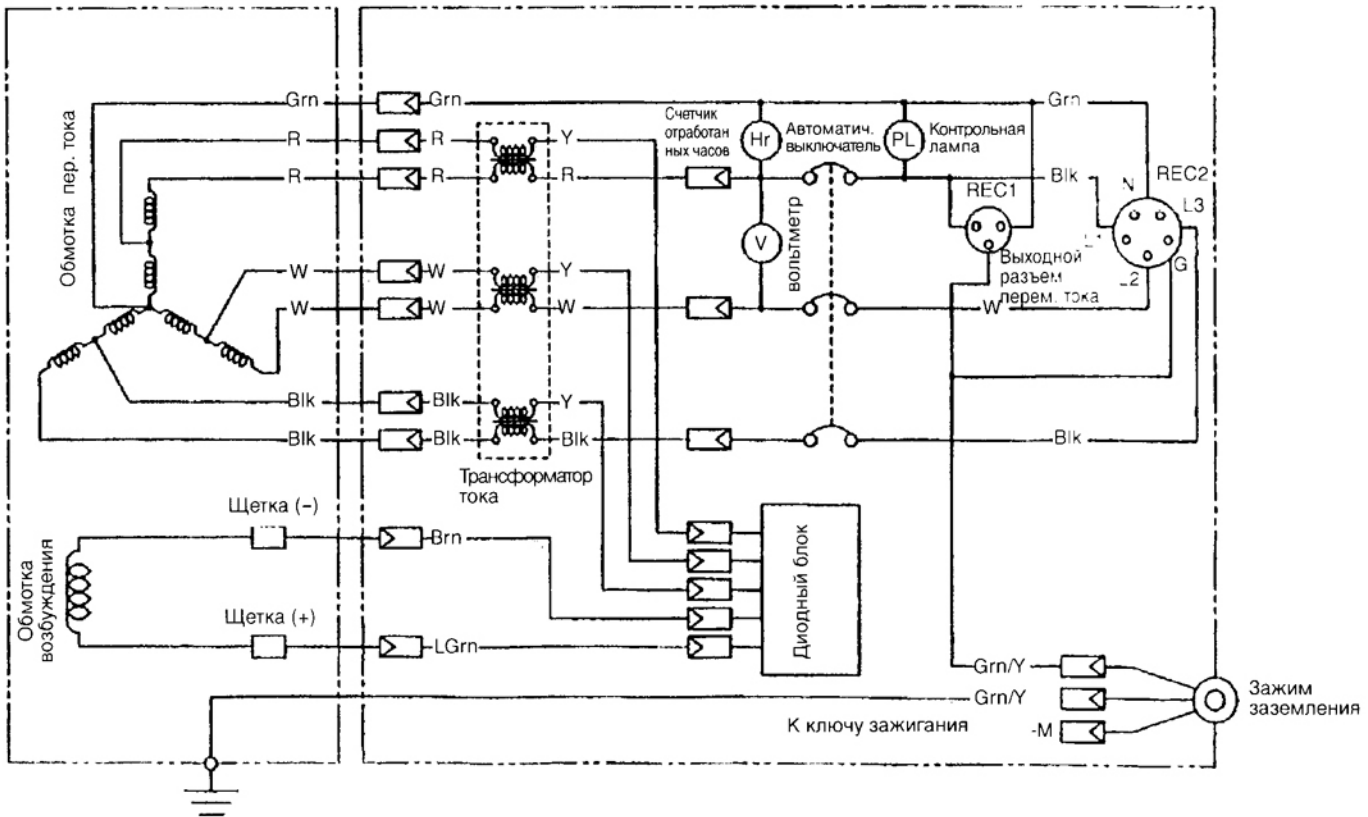 Обмотка пер. тока
Grn
Grn
Grn
R
R
Y
R
R
R
Счетчик
отработан
ных часов
Hr
Автоматич.
выключатель
PL
Контрольная
лампа
Blk
REC1
N
REC2
L3
L2
G
V
вольтметр
Выходной
разъем
перем. тока
W
W
Y
W
W
W
W
Blk
Blk
Y
Blk
Blk
Blk
Blk
Трансформатор
тока
Щетка (–)
Brn
Обмотка
возбуждения
Щетка (+)
LGrn
Диодный блок
Grn/Y
Grn/Y
К ключу зажигания
-M
Зажим
заземления